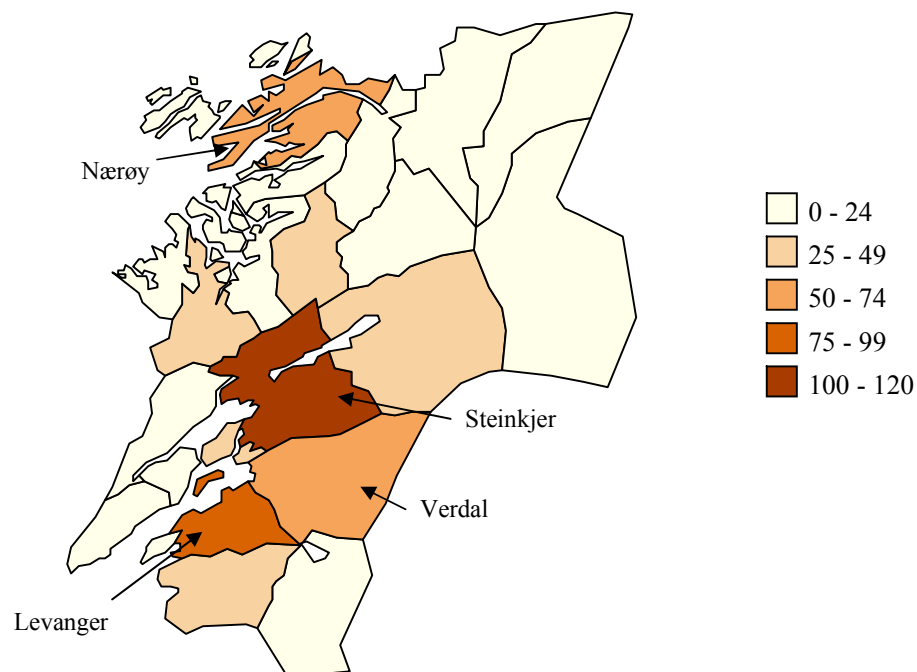 Nærøy
0 - 24
25 - 49
50 - 74
75 - 99
100 - 120
Steinkjer
Verdal
Levanger